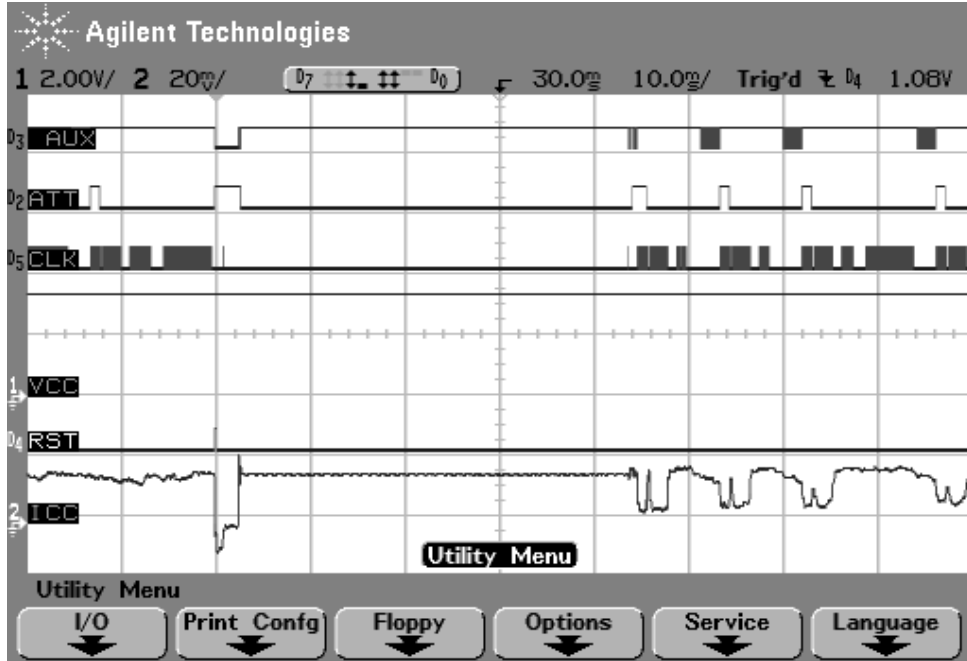 Agilent Technologies
1 2.00V/ 2 20mV/ D7 D0 30.0ms 10.0ms/ Trig'd D4 1.08V
D3 AUX
D2 ATT
D5 CLK
1 VCC
D4 RST
2 ICC
Utility Menu
Utility Menu
I/O Print Confg Floppy Options Service Language